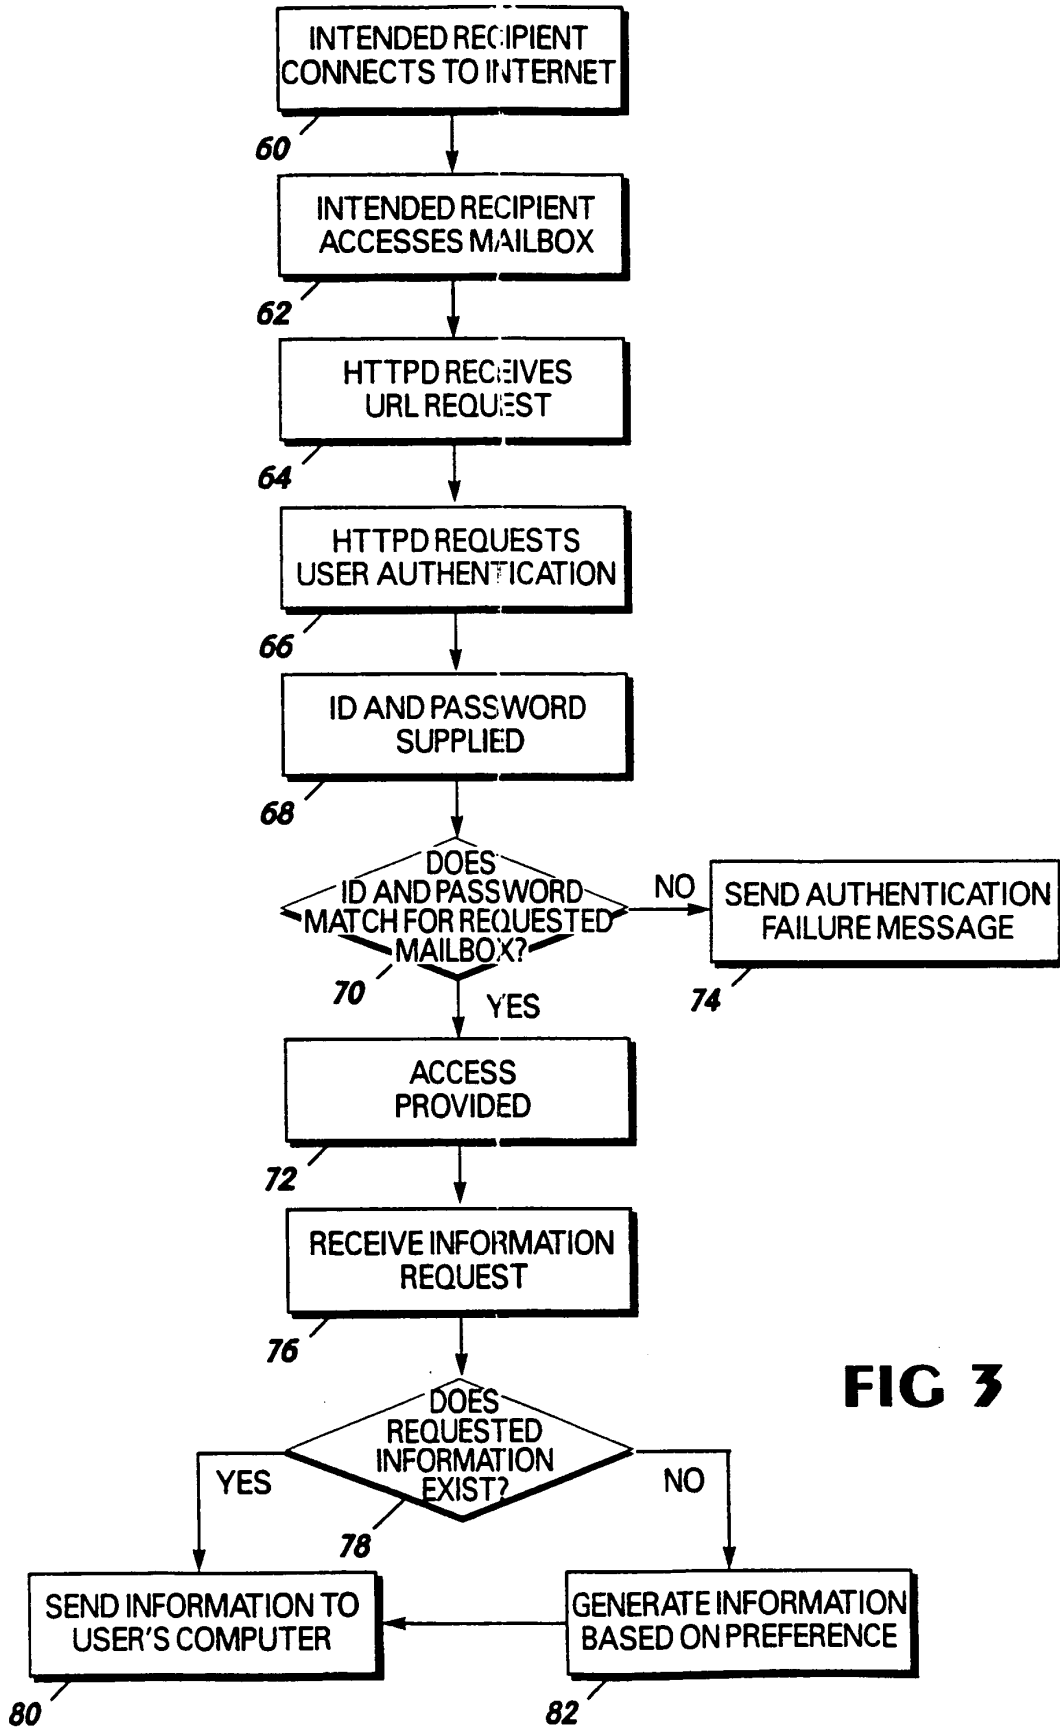 INTENDED RECIPIENT
CONNECTS TO INTERNET
60
INTENDED RECIPIENT
ACCESSES MAILBOX
62
HTTPD RECEIVES
URL REQUEST
64
HTTPD REQUESTS
USER AUTHENTICATION
66
ID AND PASSWORD
SUPPLIED
68
DOES
ID AND PASSWORD
MATCH FOR REQUESTED
MAILBOX?
70
NO
SEND AUTHENTICATION
FAILURE MESSAGE
74
YES
ACCESS
PROVIDED
72
RECEIVE INFORMATION
REQUEST
76
FIG 3
DOES
REQUESTED
INFORMATION
EXIST?
78
YES
NO
SEND INFORMATION TO
USER'S COMPUTER
80
GENERATE INFORMATION
BASED ON PREFERENCE
82